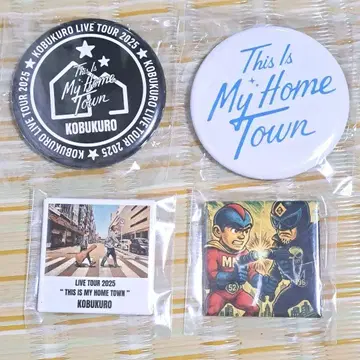 KOBUKURO LIVE TOUR 2025 ★ KOBUKURO LIVE TOUR 2025 ★
This Is
My Home
Town
KOBUKURO
This Is
My Home
Town
LIVE TOUR 2025
" THIS IS MY HOME TOWN "
KOBUKURO
52